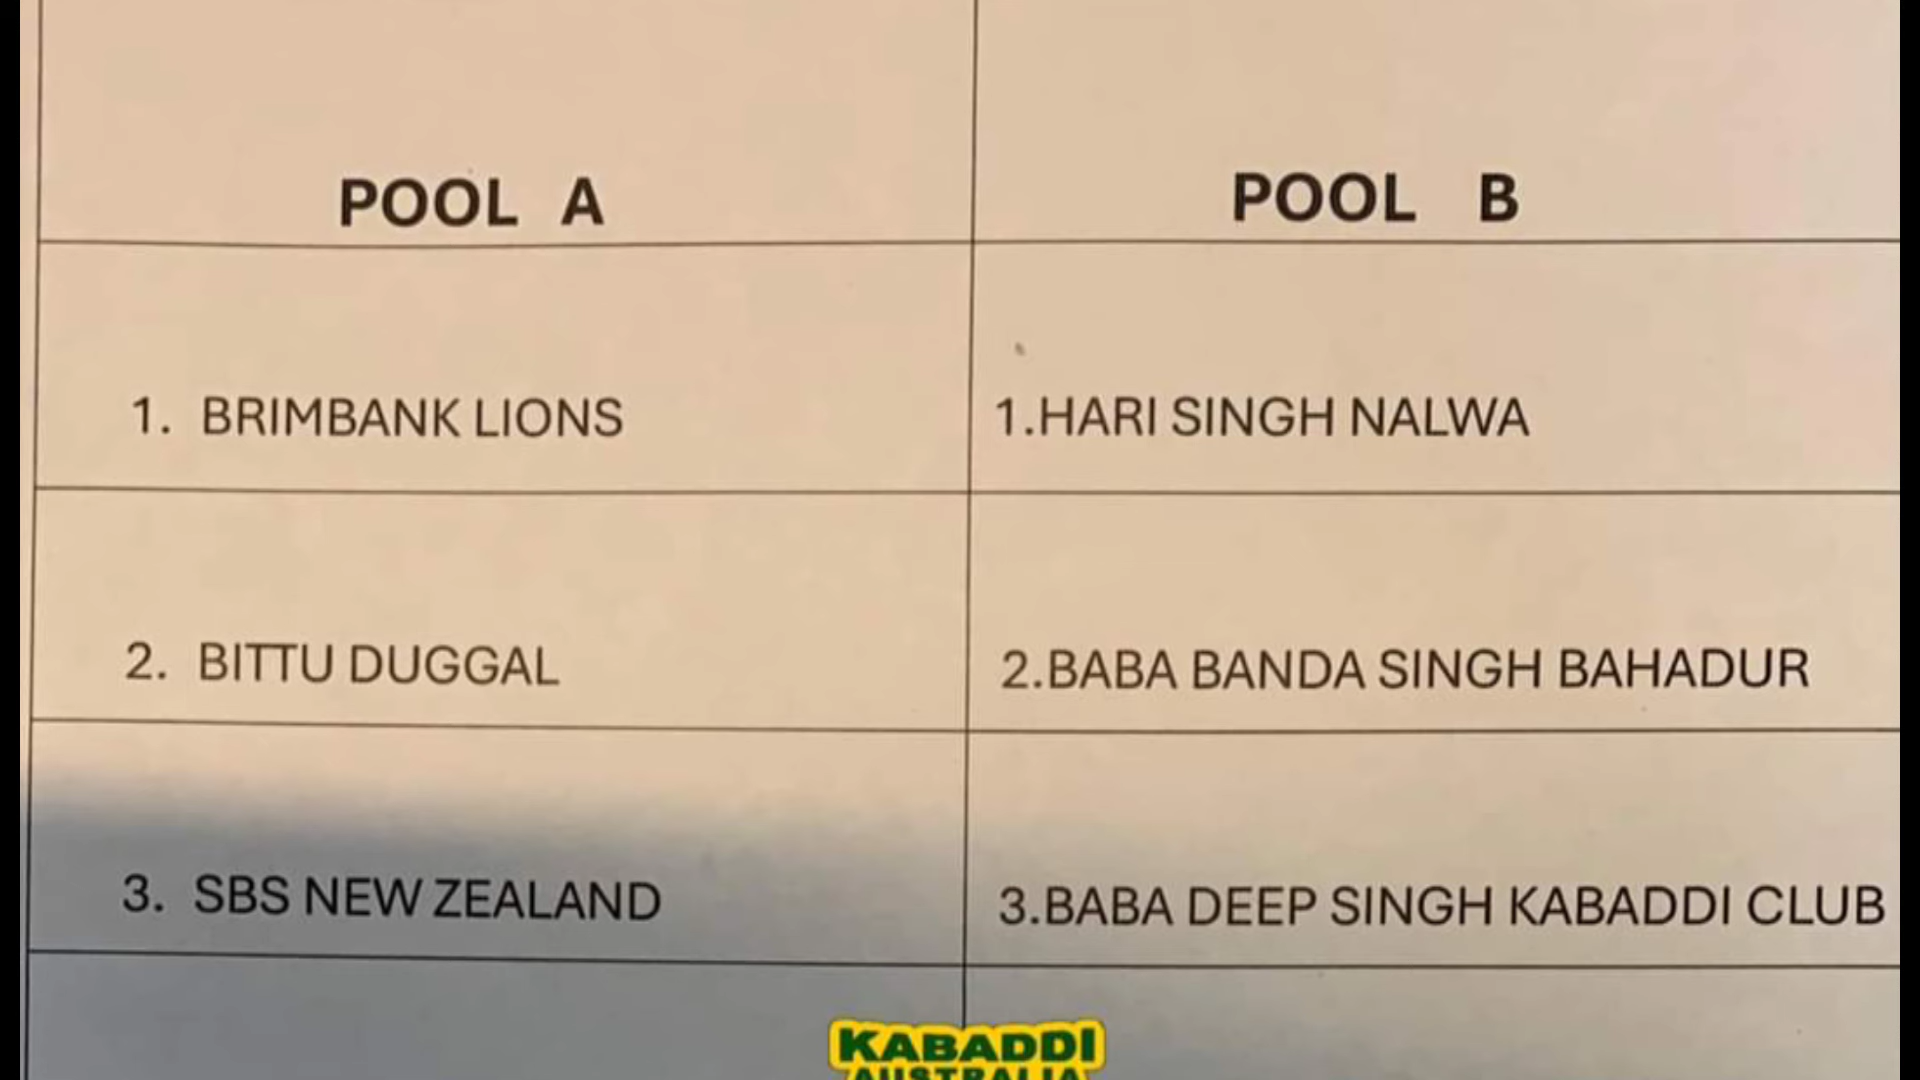 POOL A
POOL B
1. BRIMBANK LIONS
1.HARI SINGH NALWA
2. BITTU DUGGAL
2.BABA BANDA SINGH BAHADUR
3. SBS NEW ZEALAND
3.BABA DEEP SINGH KABADDI CLUB
KABADDI
AUSTRALIA